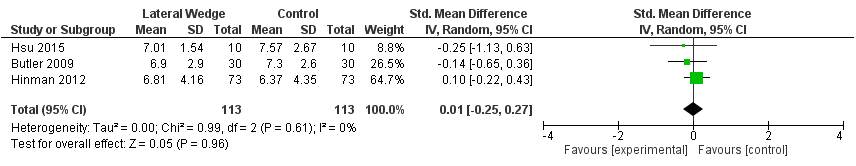 Lateral Wedge Control Std. Mean Difference Std. Mean Difference
Study or Subgroup Mean SD Total Mean SD Total Weight IV, Random, 95% CI IV, Random, 95% CI
Hsu 2015 7.01 1.54 10 7.57 2.67 10 8.8% -0.25 [-1.13, 0.63]
Butler 2009 6.9 2.9 30 7.3 2.6 30 26.5% -0.14 [-0.65, 0.36]
Hinman 2012 6.81 4.16 73 6.37 4.35 73 64.7% 0.10 [-0.22, 0.43]
Total (95% CI) 113 113 100.0% 0.01 [-0.25, 0.27]
Heterogeneity: Tau² = 0.00; Chi² = 0.99, df = 2 (P = 0.61); I² = 0%
Test for overall effect: Z = 0.05 (P = 0.96)
-4 -2 0 2 4
Favours [experimental] Favours [control]